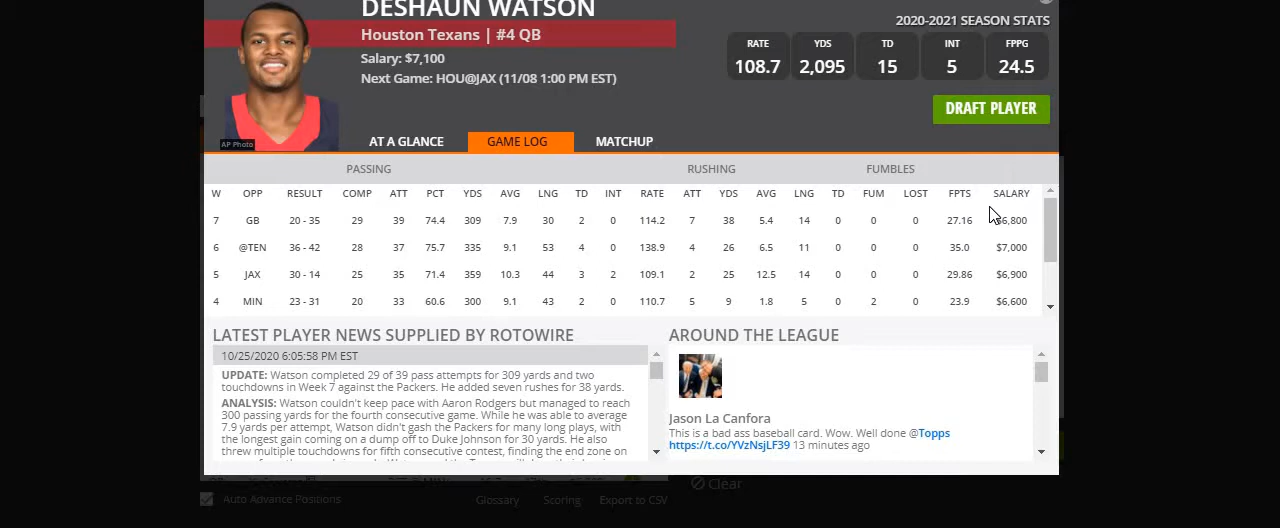 DESHAUN WATSON
Houston Texans | #4 QB
Salary: $7,100
Next Game: HOU@JAX (11/08 1:00 PM EST)
AP Photo
2020-2021 SEASON STATS
RATE YDS TD INT FPPG
108.7 2,095 15 5 24.5
DRAFT PLAYER
AT A GLANCE GAME LOG MATCHUP
PASSING RUSHING FUMBLES
W OPP RESULT COMP ATT PCT YDS AVG LNG TD INT RATE ATT YDS AVG LNG TD FUM LOST FPTS SALARY
7 GB 20 - 35 29 39 74.4 309 7.9 30 2 0 114.2 7 38 5.4 14 0 0 0 27.16 $6,800
6 @TEN 36 - 42 28 37 75.7 335 9.1 53 4 0 138.9 4 26 6.5 11 0 0 0 35.0 $7,000
5 JAX 30 - 14 25 35 71.4 359 10.3 44 3 2 109.1 2 25 12.5 14 0 0 0 29.86 $6,900
4 MIN 23 - 31 20 33 60.6 300 9.1 43 2 0 110.7 5 9 1.8 5 0 2 0 23.9 $6,600
LATEST PLAYER NEWS SUPPLIED BY ROTOWIRE
10/25/2020 6:05:58 PM EST
UPDATE: Watson completed 29 of 39 pass attempts for 309 yards and two
touchdowns in Week 7 against the Packers. He added seven rushes for 38 yards.
ANALYSIS: Watson couldn't keep pace with Aaron Rodgers but managed to reach
300 passing yards for the fourth consecutive game. While he was able to average
7.9 yards per attempt, Watson didn't gash the Packers for many long plays, with
the longest gain coming on a dump off to Duke Johnson for 30 yards. He also
threw multiple touchdowns for fifth consecutive contest, finding the end zone on
AROUND THE LEAGUE
Jason La Canfora
This is a bad ass baseball card. Wow. Well done @Topps
https://t.co/YVzNsjLF39 13 minutes ago
Clear
Auto Advance Positions Glossary Scoring Export to CSV